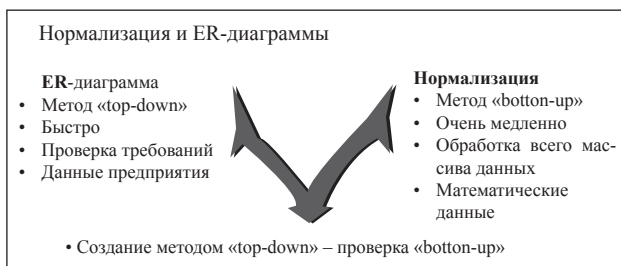 Нормализация и ER-диаграммы
ER-диаграмма
• Метод «top-down»
• Быстро
• Проверка требований
• Данные предприятия
Нормализация
• Метод «botton-up»
• Очень медленно
• Обработка всего мас-
сива данных
• Математические
данные
• Создание методом «top-down» – проверка «botton-up»